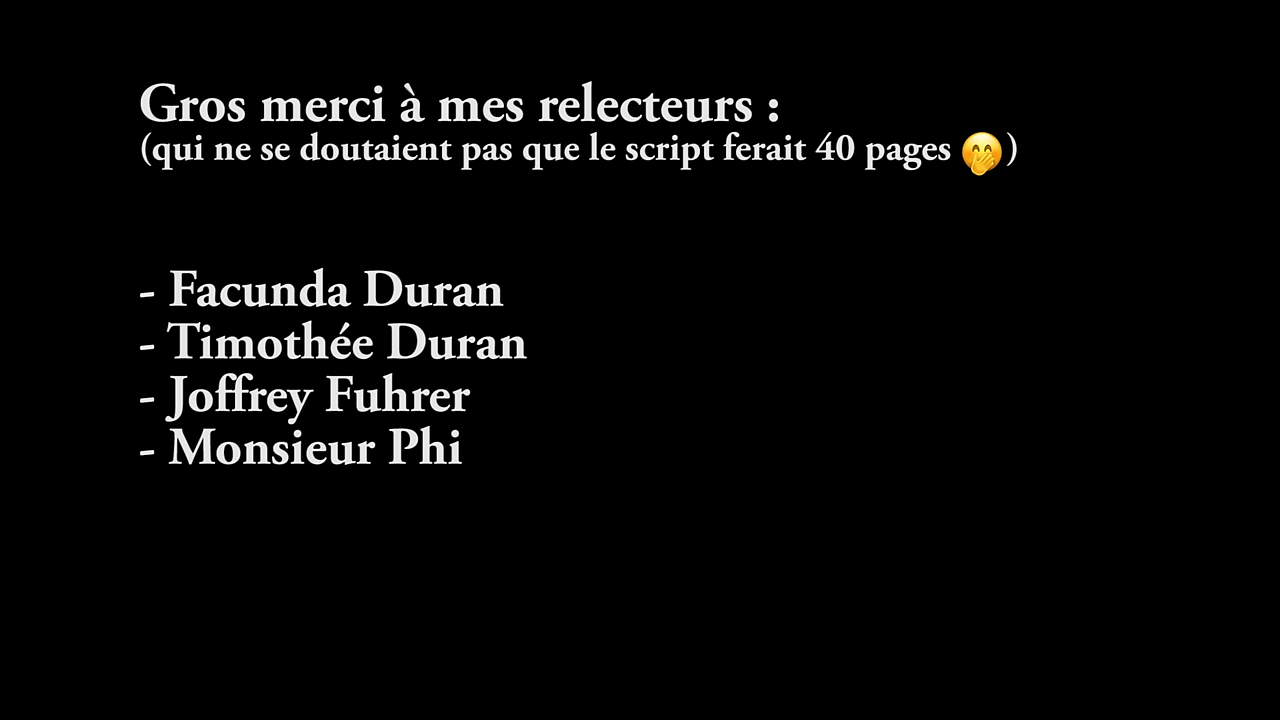 Gros merci à mes relecteurs :
(qui ne se doutaient pas que le script ferait 40 pages 🤭)
- Facunda Duran
- Timothée Duran
- Joffrey Fuhrer
- Monsieur Phi